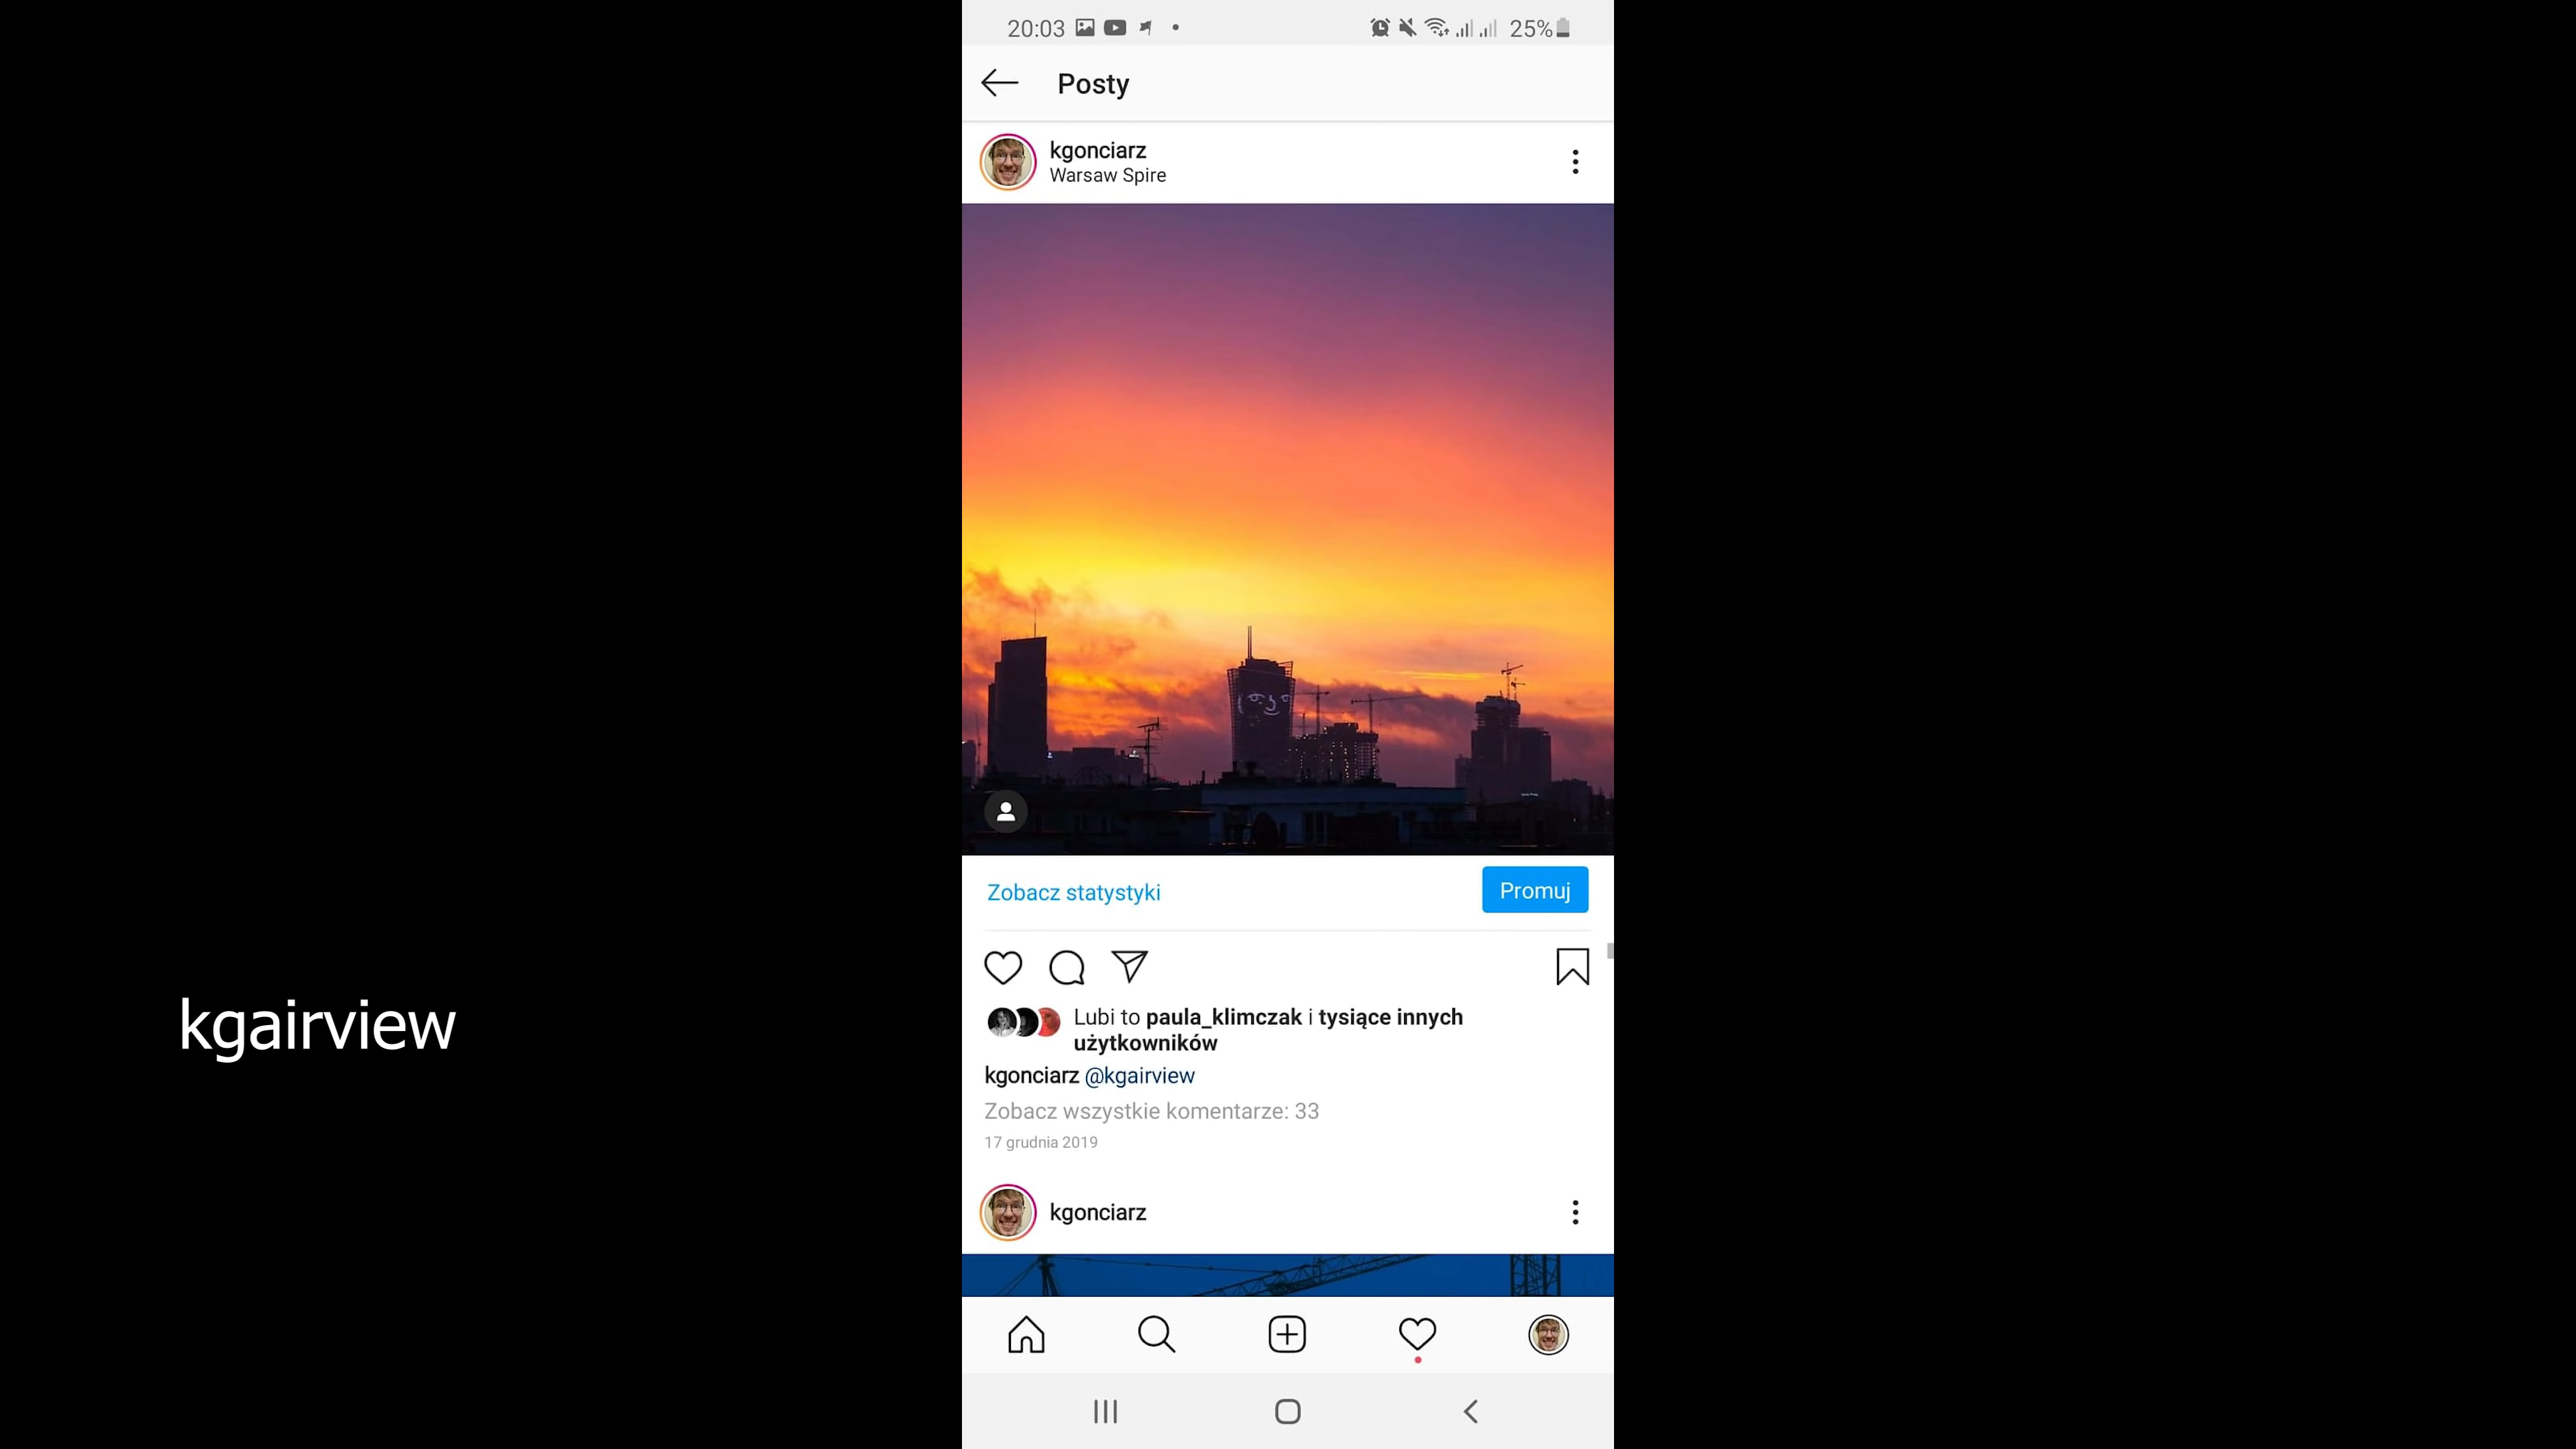 20:03
25%
Posty
kgonciarz
Warsaw Spire
Zobacz statystyki
Promuj
Lubi to paula_klimczak i tysiące innych
użytkowników
kgonciarz @kgairview
Zobacz wszystkie komentarze: 33
17 grudnia 2019
kgonciarz
kgairview